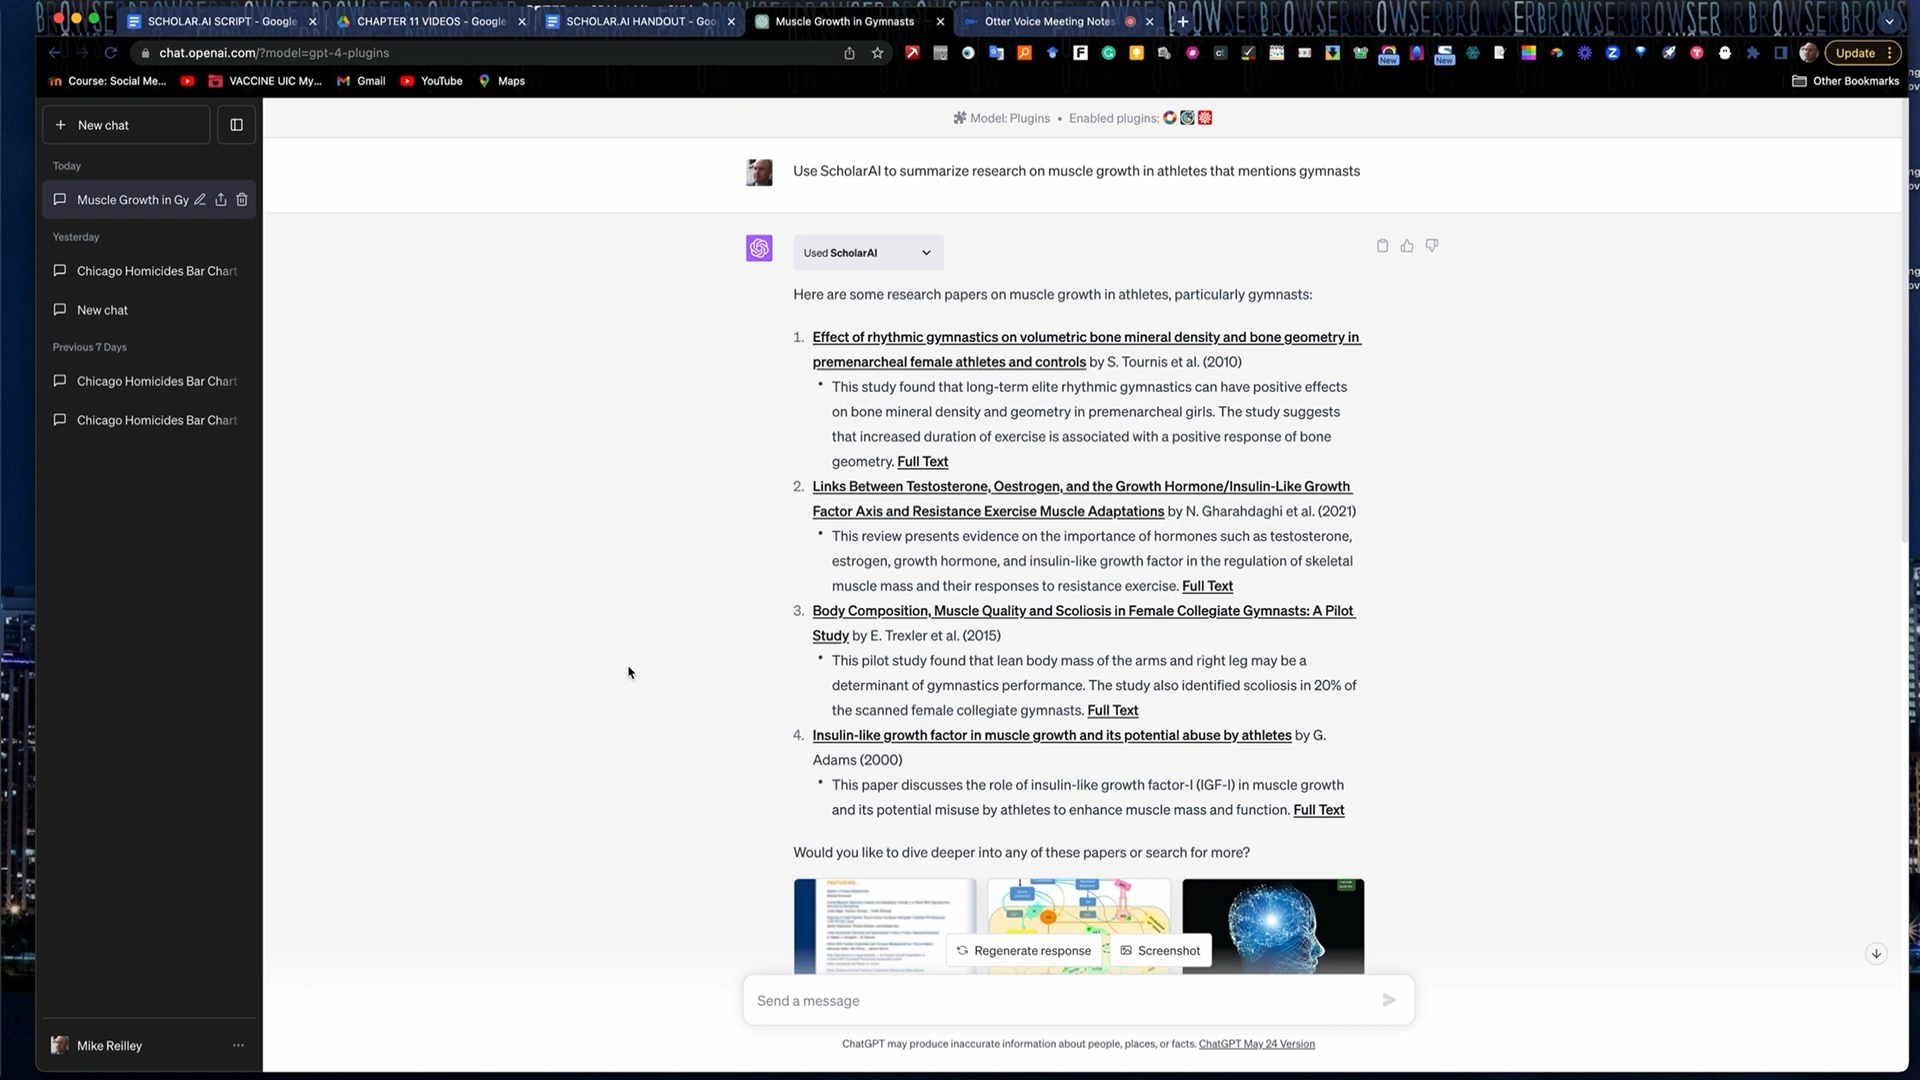 SCHOLAR.AI SCRIPT - Google
CHAPTER 11 VIDEOS - Google
SCHOLAR.AI HANDOUT - Goo
Muscle Growth in Gymnasts
Otter Voice Meeting Notes
chat.openai.com/?model=gpt-4-plugins
New
New
Update
Course: Social Me...
VACCINE UIC My...
Gmail
YouTube
Maps
Other Bookmarks
New chat
Model: Plugins • Enabled plugins:
Today
Muscle Growth in Gy
Yesterday
Chicago Homicides Bar Chart
New chat
Previous 7 Days
Chicago Homicides Bar Chart
Chicago Homicides Bar Chart
Mike Reilley
Use ScholarAI to summarize research on muscle growth in athletes that mentions gymnasts
Used ScholarAI
Here are some research papers on muscle growth in athletes, particularly gymnasts:
1. Effect of rhythmic gymnastics on volumetric bone mineral density and bone geometry in
premenarcheal female athletes and controls by S. Tournis et al. (2010)
• This study found that long-term elite rhythmic gymnastics can have positive effects
on bone mineral density and geometry in premenarcheal girls. The study suggests
that increased duration of exercise is associated with a positive response of bone
geometry. Full Text
2. Links Between Testosterone, Oestrogen, and the Growth Hormone/Insulin-Like Growth
Factor Axis and Resistance Exercise Muscle Adaptations by N. Gharahdaghi et al. (2021)
• This review presents evidence on the importance of hormones such as testosterone,
estrogen, growth hormone, and insulin-like growth factor in the regulation of skeletal
muscle mass and their responses to resistance exercise. Full Text
3. Body Composition, Muscle Quality and Scoliosis in Female Collegiate Gymnasts: A Pilot
Study by E. Trexler et al. (2015)
• This pilot study found that lean body mass of the arms and right leg may be a
determinant of gymnastics performance. The study also identified scoliosis in 20% of
the scanned female collegiate gymnasts. Full Text
4. Insulin-like growth factor in muscle growth and its potential abuse by athletes by G.
Adams (2000)
• This paper discusses the role of insulin-like growth factor-I (IGF-I) in muscle growth
and its potential misuse by athletes to enhance muscle mass and function. Full Text
Would you like to dive deeper into any of these papers or search for more?
Regenerate response
Screenshot
Send a message
ChatGPT may produce inaccurate information about people, places, or facts. ChatGPT May 24 Version